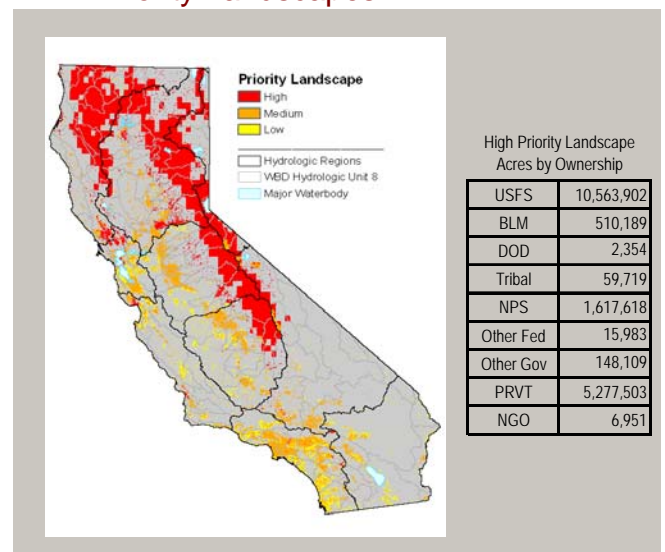 Priority Landscape
High
Medium
Low
Hydrologic Regions
WBD Hydrologic Unit 8
Major Waterbody
High Priority Landscape
Acres by Ownership
USFS 10,563,902
BLM 510,189
DOD 2,354
Tribal 59,719
NPS 1,617,618
Other Fed 15,983
Other Gov 148,109
PRVT 5,277,503
NGO 6,951